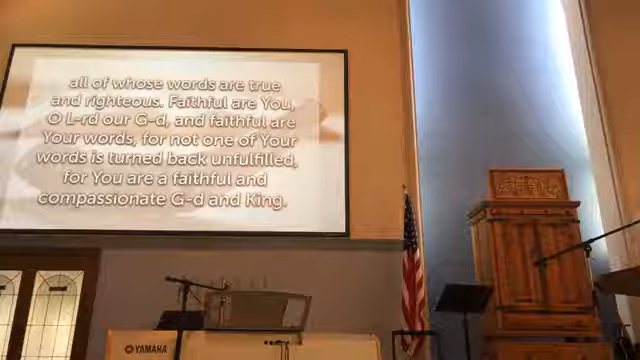 all of whose words are true
and righteous. Faithful are You,
O L-rd our G-d, and faithful are
Your words, for not one of Your
words is turned back unfulfilled,
for You are a faithful and
compassionate G-d and King.
YAMAHA